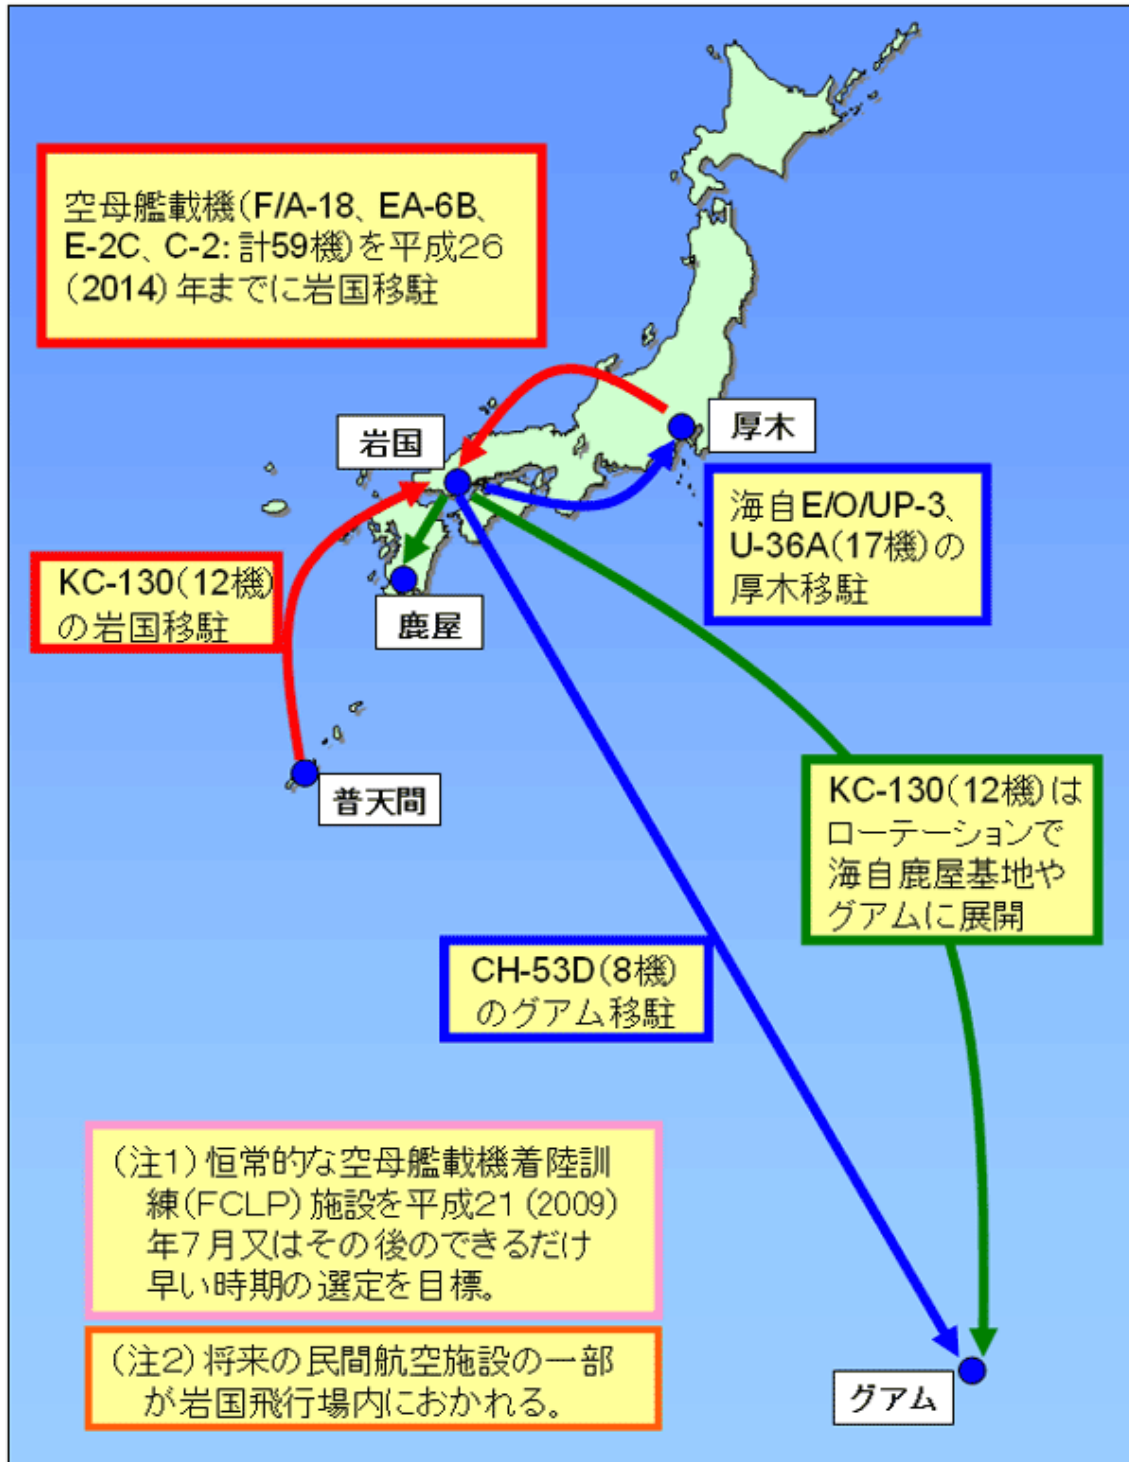 空母艦載機(F/A-18、EA-6B、
E-2C、C-2:計59機)を平成26
(2014)年までに岩国移駐
岩国
厚木
海自E/O/UP-3、
U-36A(17機)の
厚木移駐
KC-130(12機)
の岩国移駐
鹿屋
普天間
KC-130(12機)は
ローテーションで
海自鹿屋基地や
グアムに展開
CH-53D(8機)
のグアム移駐
(注1)恒常的な空母艦載機着陸訓
練(FCLP)施設を平成21(2009)
年7月又はその後のできるだけ
早い時期の選定を目標。
(注2)将来の民間航空施設の一部
が岩国飛行場内におかれる。
グアム